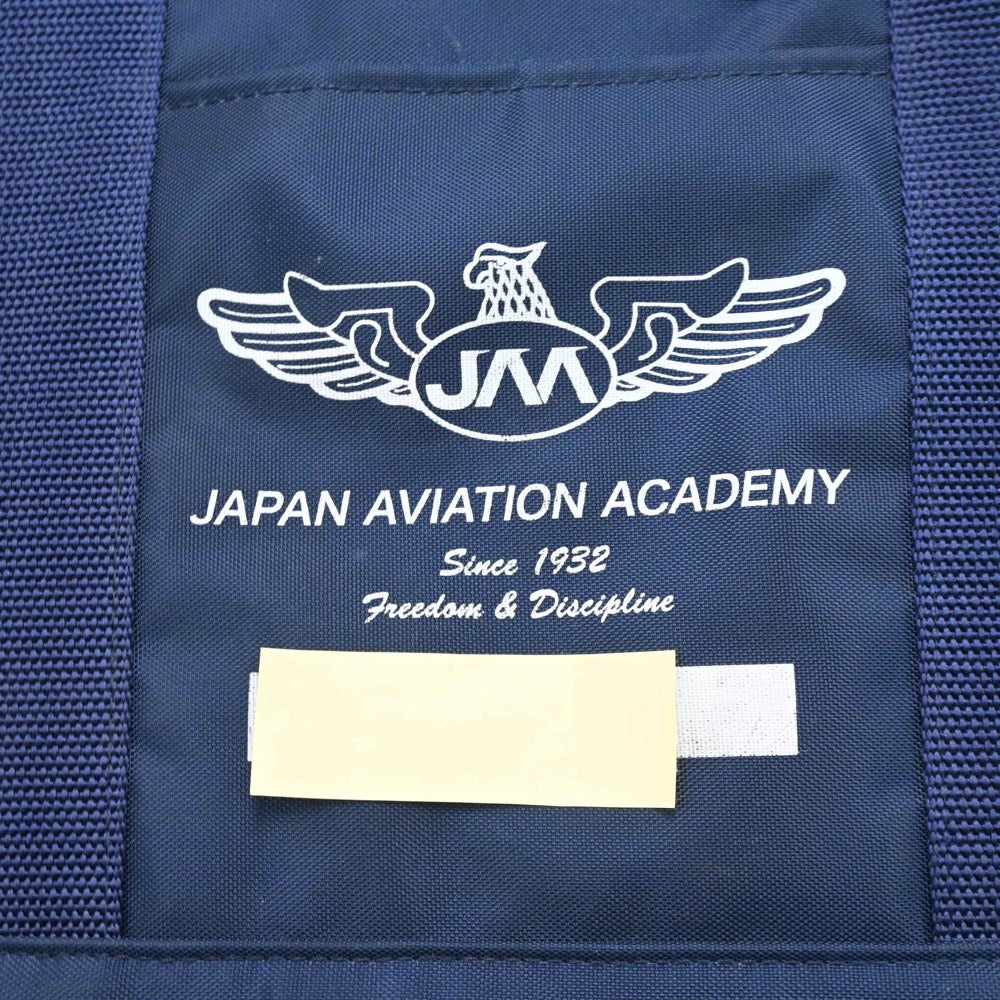 JAA
JAPAN AVIATION ACADEMY
Since 1932
Freedom & Discipline